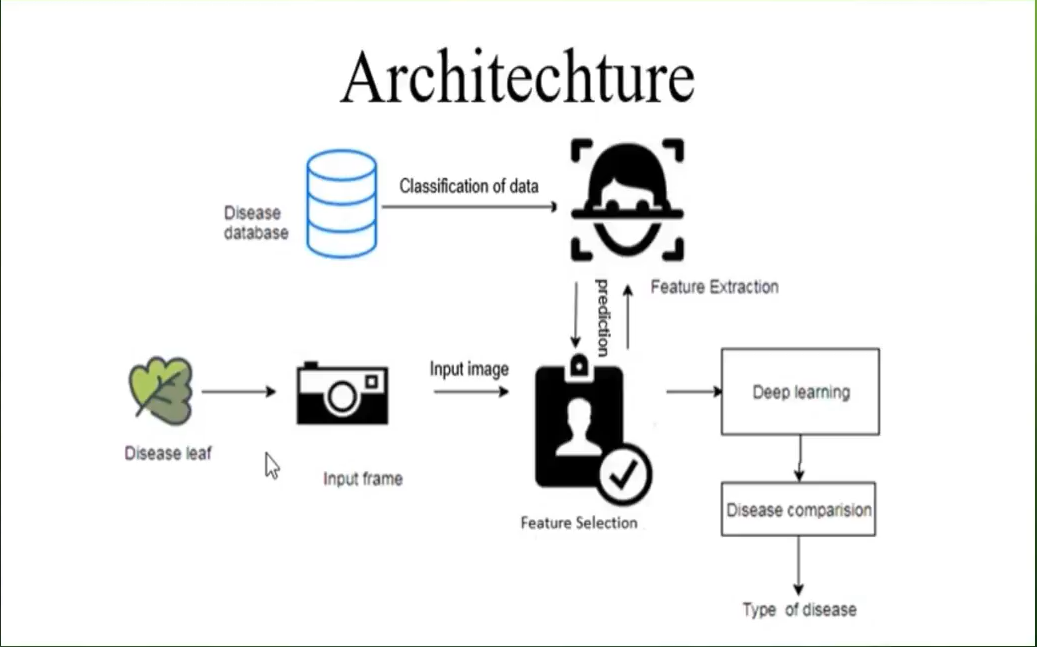 Architechture
Classification of data
Disease
database
prediction
Feature Extraction
Input image
Deep learning
Disease leaf
Input frame
Feature Selection
Disease comparision
Type of disease